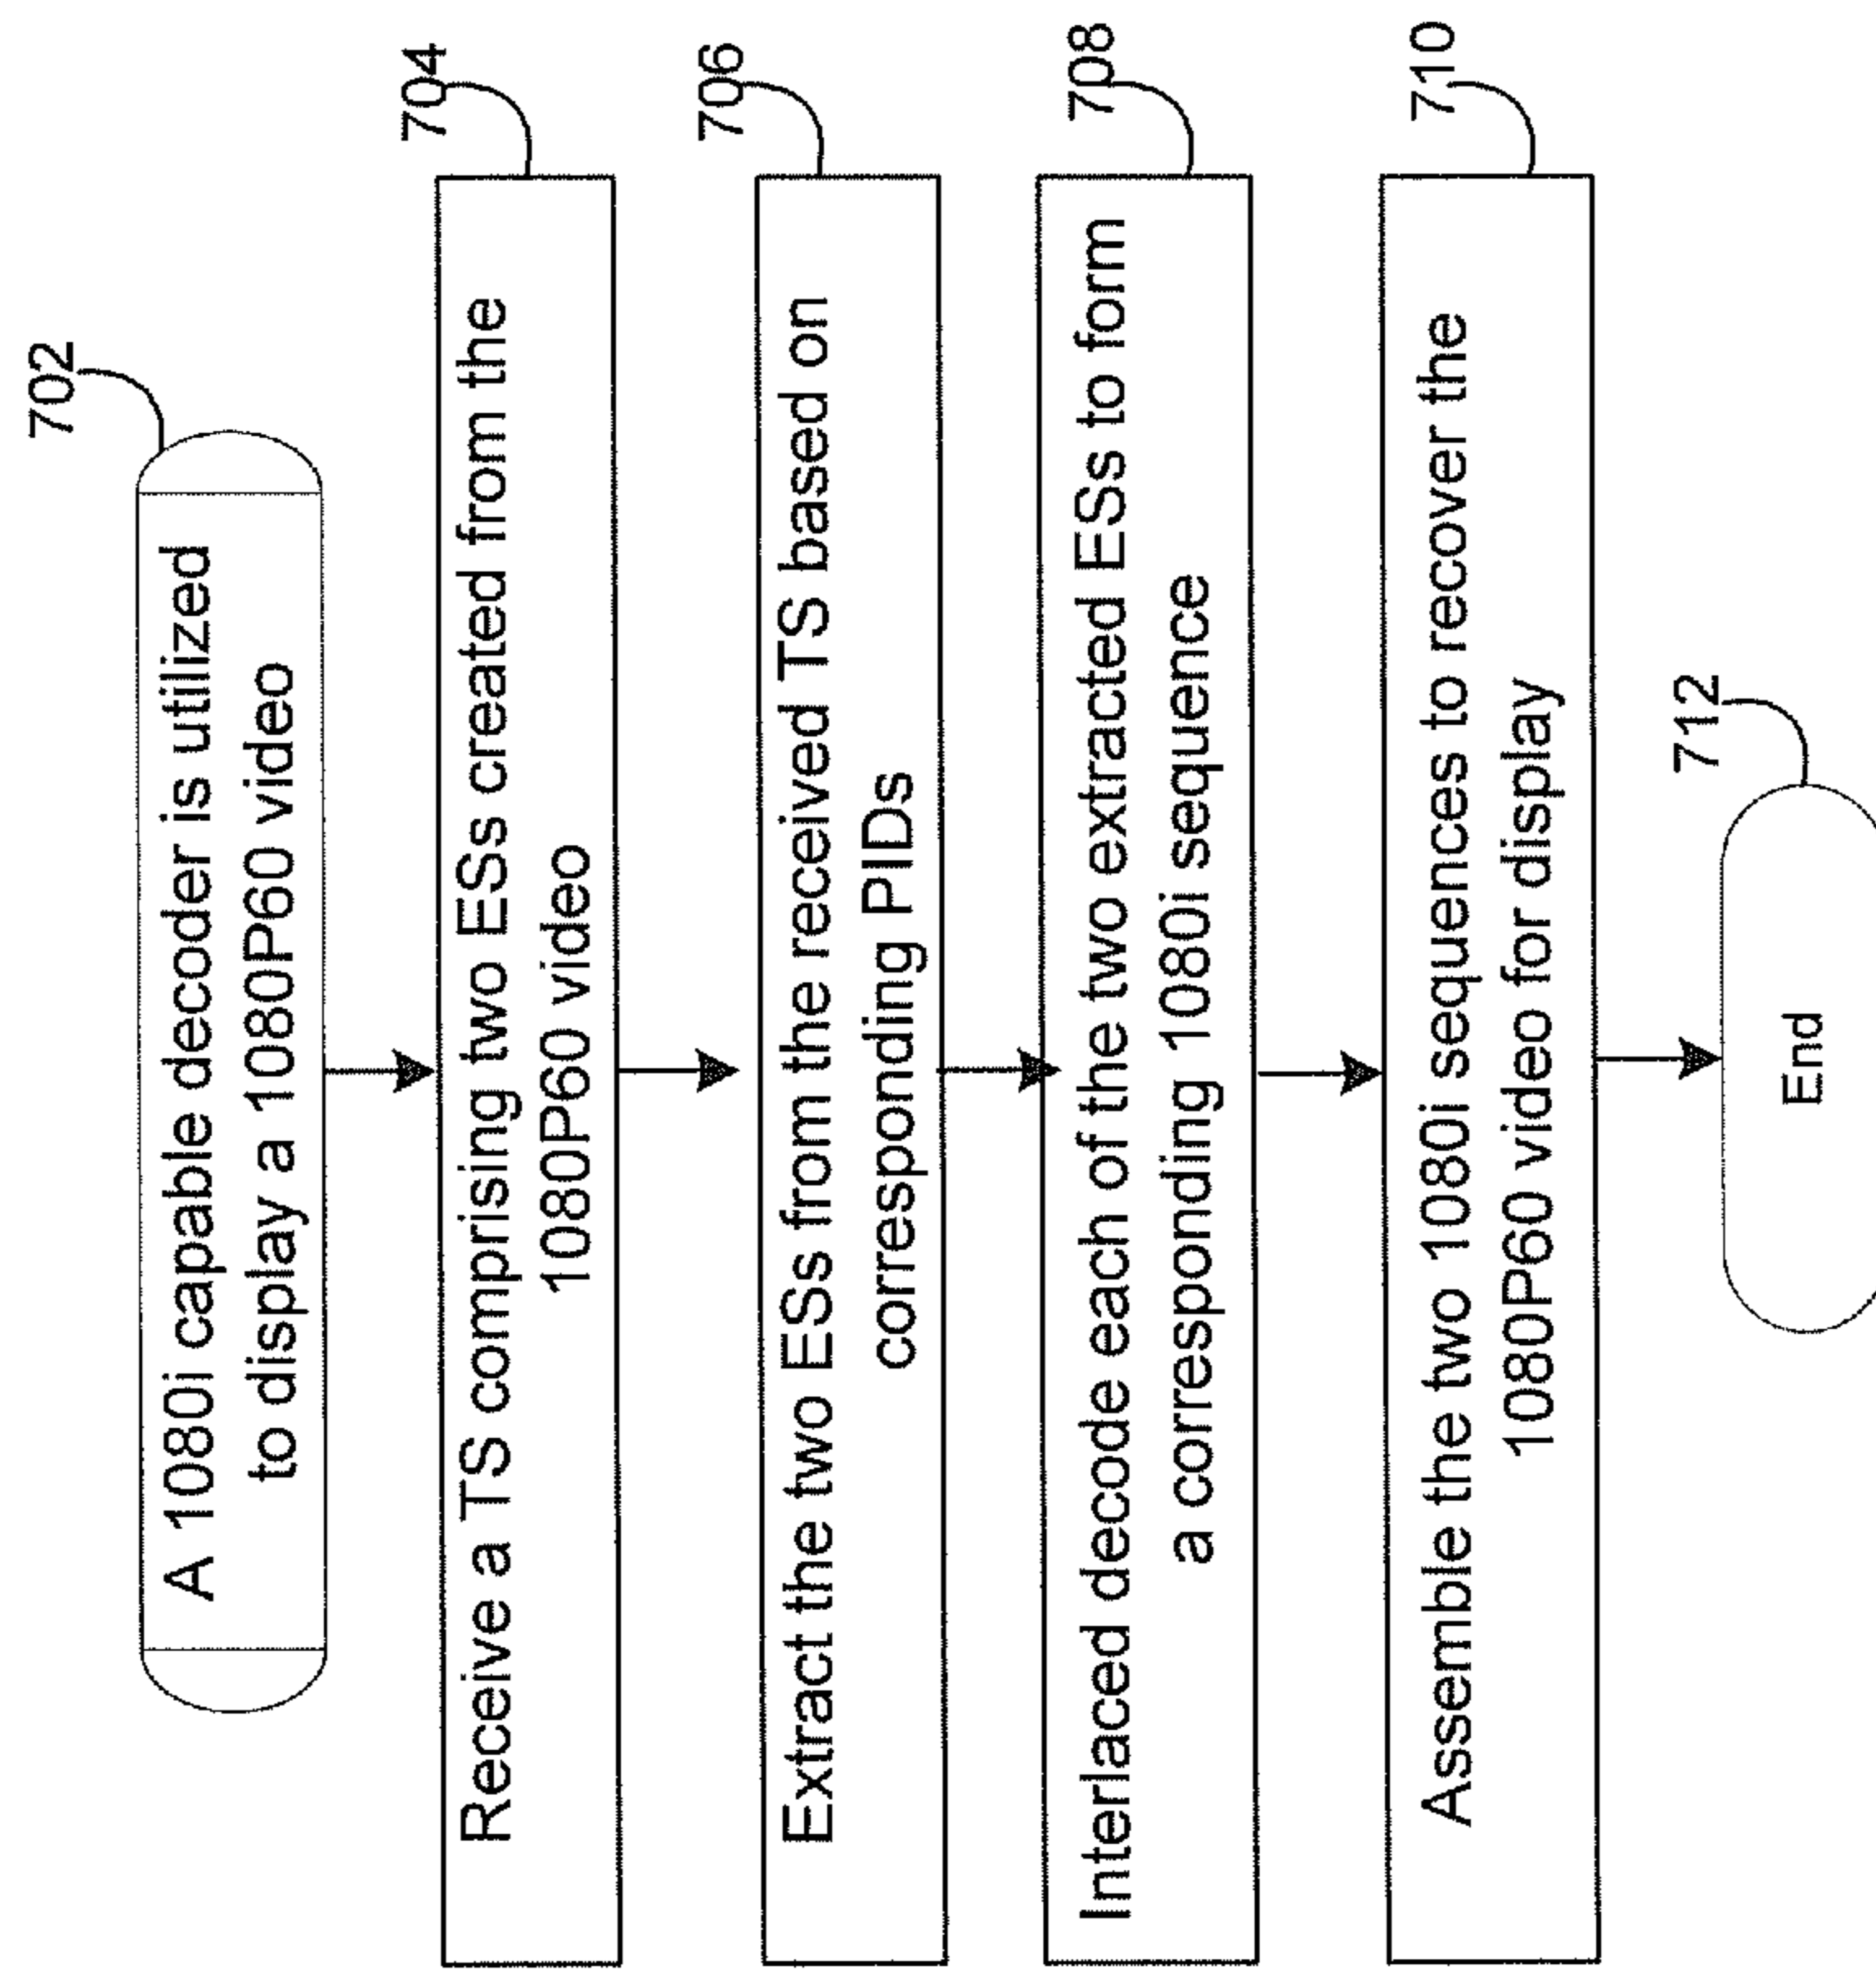 702
A 1080i capable decoder is utilized
to display a 1080P60 video
704
Receive a TS comprising two ESs created from the
1080P60 video
706
Extract the two ESs from the received TS based on
corresponding PIDs
708
Interlaced decode each of the two extracted ESs to form
a corresponding 1080i sequence
710
Assemble the two 1080i sequences to recover the
1080P60 video for display
712
End